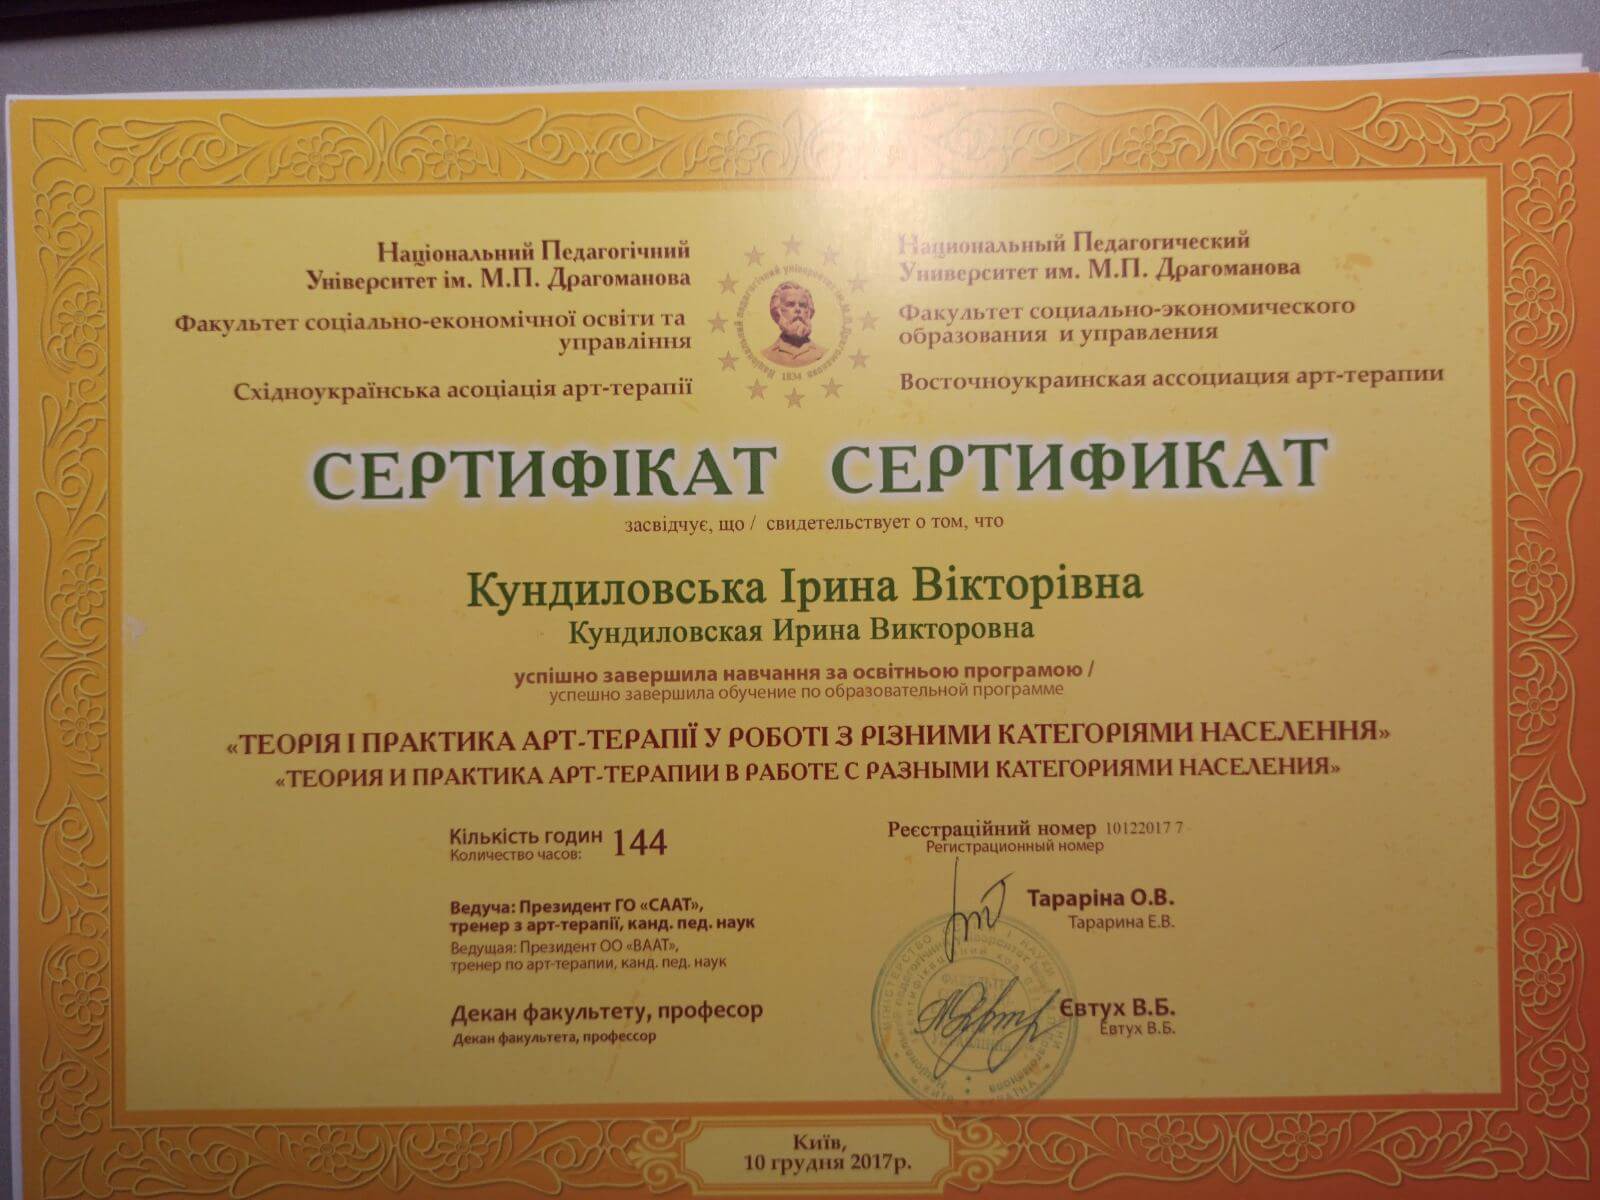 Національний Педагогічний
Університет ім. М.П. Драгоманова
Факультет соціально-економічної освіти та
управління
Східноукраїнська асоціація арт-терапії
Национальный Педагогический
Университет им. М.П. Драгоманова
Факультет социально-экономического
образования и управления
Восточноукраинская ассоциация арт-терапии
Національний педагогічний університет ім. М.П. Драгоманова
1834
СЕРТИФІКАТ СЕРТИФИКАТ
засвідчує, що / свидетельствует о том, что
Кундиловська Ірина Вікторівна
Кундиловская Ирина Викторовна
успішно завершила навчання за освітньою програмою /
успешно завершила обучение по образовательной программе
«ТЕОРІЯ І ПРАКТИКА АРТ-ТЕРАПІЇ У РОБОТІ З РІЗНИМИ КАТЕГОРІЯМИ НАСЕЛЕННЯ»
«ТЕОРИЯ И ПРАКТИКА АРТ-ТЕРАПИИ В РАБОТЕ С РАЗНЫМИ КАТЕГОРИЯМИ НАСЕЛЕНИЯ»
Кількість годин 144
Количество часов:
Реєстраційний номер 10122017 7
Регистрационный номер
Ведуча: Президент ГО «СААТ»,
тренер з арт-терапії, канд. пед. наук
Ведущая: Президент ОО «ВААТ»,
тренер по арт-терапии, канд. пед. наук
Тараріна О.В.
Тарарина Е.В.
Декан факультету, професор
Декан факультета, профессор
Євтух В.Б.
Евтух В.Б.
Київ,
10 грудня 2017р.